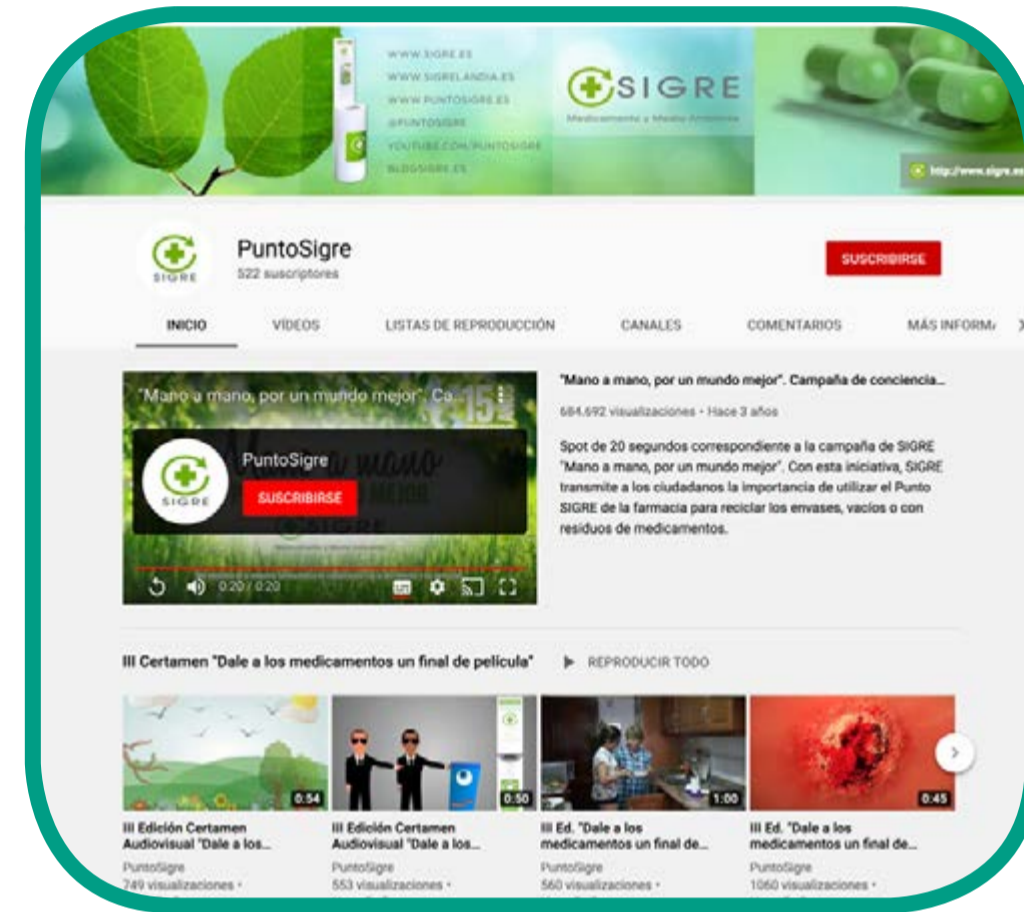 WWW.SIGRE.ES
WWW.SIGRELANDIA.ES
WWW.PUNTOSIGRE.ES
@PUNTOSIGRE
YOUTUBE.COM/PUNTOSIGRE
BLOGSIGRE.ES
SIGRE
Medicamento y Medio Ambiente
http://www.sigre.es
SIGRE
PuntoSigre
522 suscriptores
SUSCRIBIRSE
INICIO VÍDEOS LISTAS DE REPRODUCCIÓN CANALES COMENTARIOS MÁS INFORM
"Mano a mano, por un mundo mejor". Ca...
PuntoSigre
SUSCRIBIRSE
SIGRE
0:20 / 0:20
"Mano a mano, por un mundo mejor". Campaña de conciencia...
684.692 visualizaciones • Hace 3 años
Spot de 20 segundos correspondiente a la campaña de SIGRE
"Mano a mano, por un mundo mejor". Con esta iniciativa, SIGRE
transmite a los ciudadanos la importancia de utilizar el Punto
SIGRE de la farmacia para reciclar los envases, vacíos o con
residuos de medicamentos.
III Certamen "Dale a los medicamentos un final de película" REPRODUCIR TODO
0:54
0:50
1:00
0:45
III Edición Certamen
Audiovisual "Dale a los...
PuntoSigre
749 visualizaciones •
III Edición Certamen
Audiovisual "Dale a los...
PuntoSigre
553 visualizaciones •
III Ed. "Dale a los
medicamentos un final de...
PuntoSigre
560 visualizaciones •
III Ed. "Dale a los
medicamentos un final de...
PuntoSigre
1060 visualizaciones •